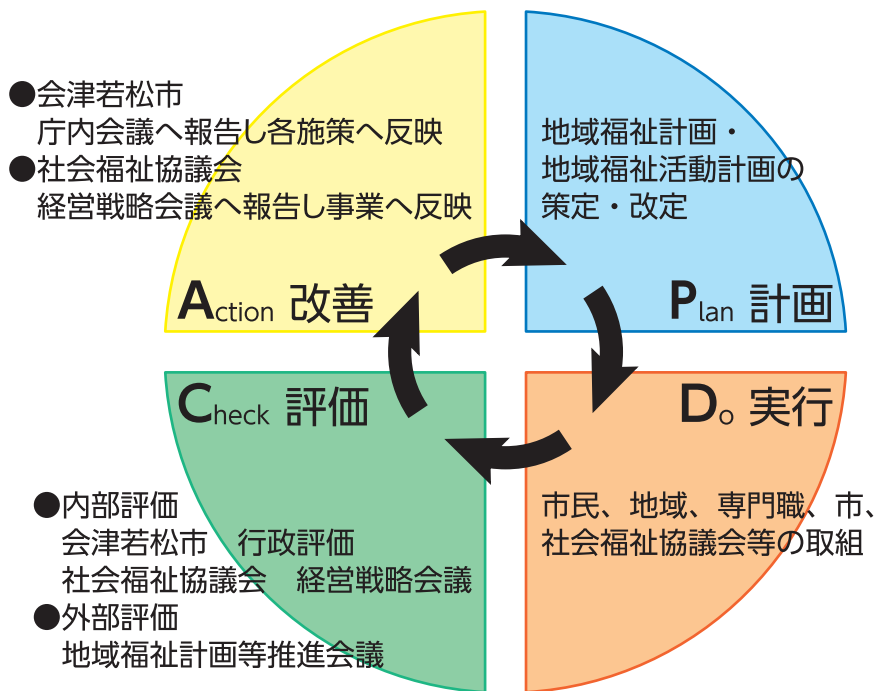 ●会津若松市
庁内会議へ報告し各施策へ反映
●社会福祉協議会
経営戦略会議へ報告し事業へ反映
Action 改善
地域福祉計画・
地域福祉活動計画の
策定・改定
Plan 計画
Check 評価
●内部評価
会津若松市　行政評価
社会福祉協議会　経営戦略会議
●外部評価
地域福祉計画等推進会議
Do 実行
市民、地域、専門職、市、
社会福祉協議会等の取組